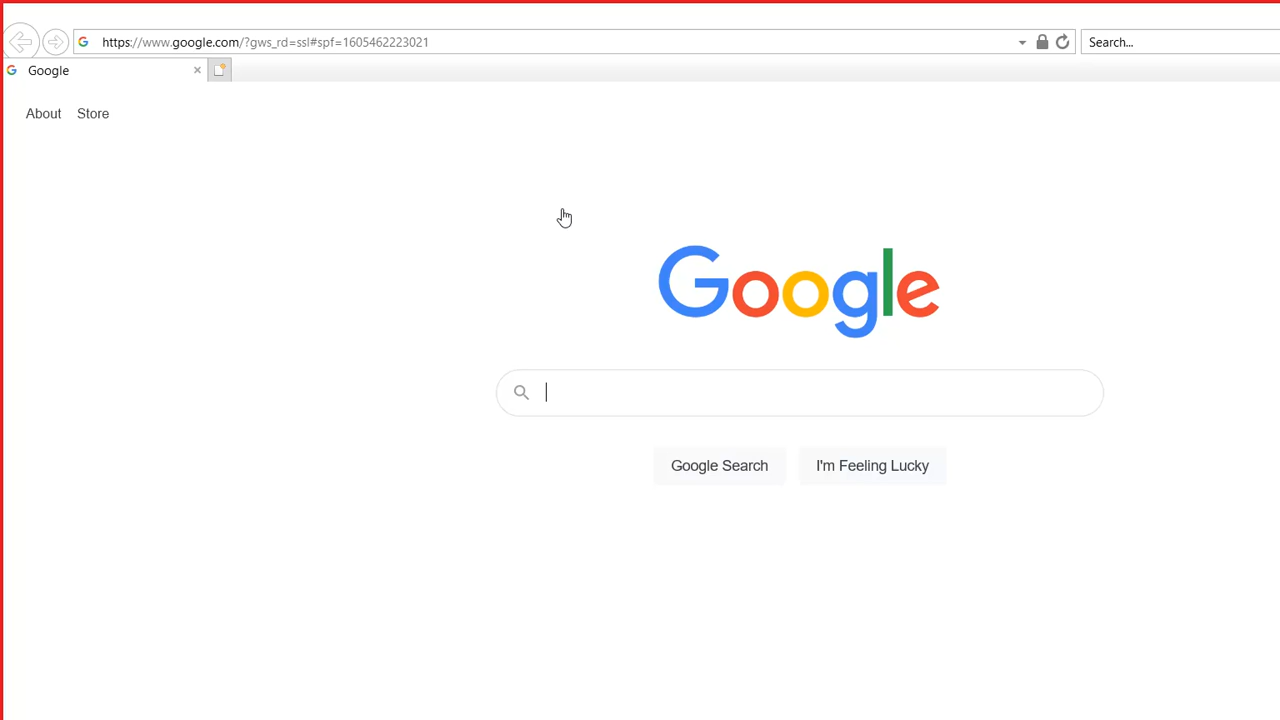 https://www.google.com/?gws_rd=ssl#spf=1605462223021
Search...
Google
About Store
Google
Google Search I'm Feeling Lucky